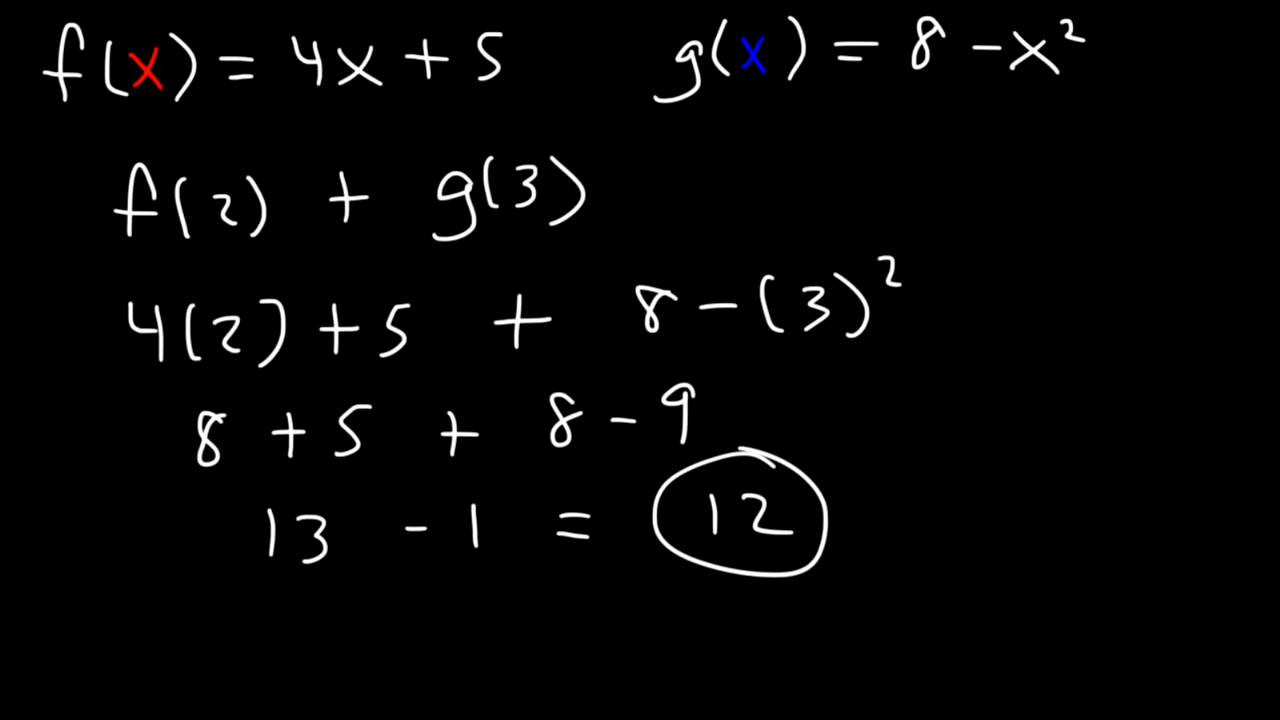 f(x) = 4x + 5 g(x) = 8 - x²
f(2) + g(3)
4(2) + 5 + 8 - (3)²
8 + 5 + 8 - 9
13 - 1 = 12